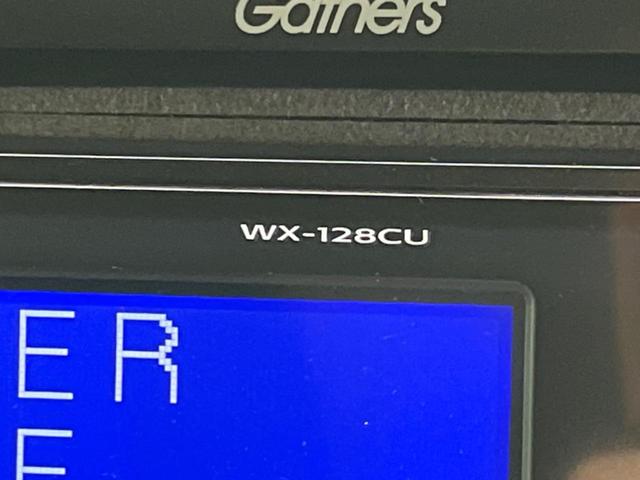 Gathers
WX-128CU
ER
E